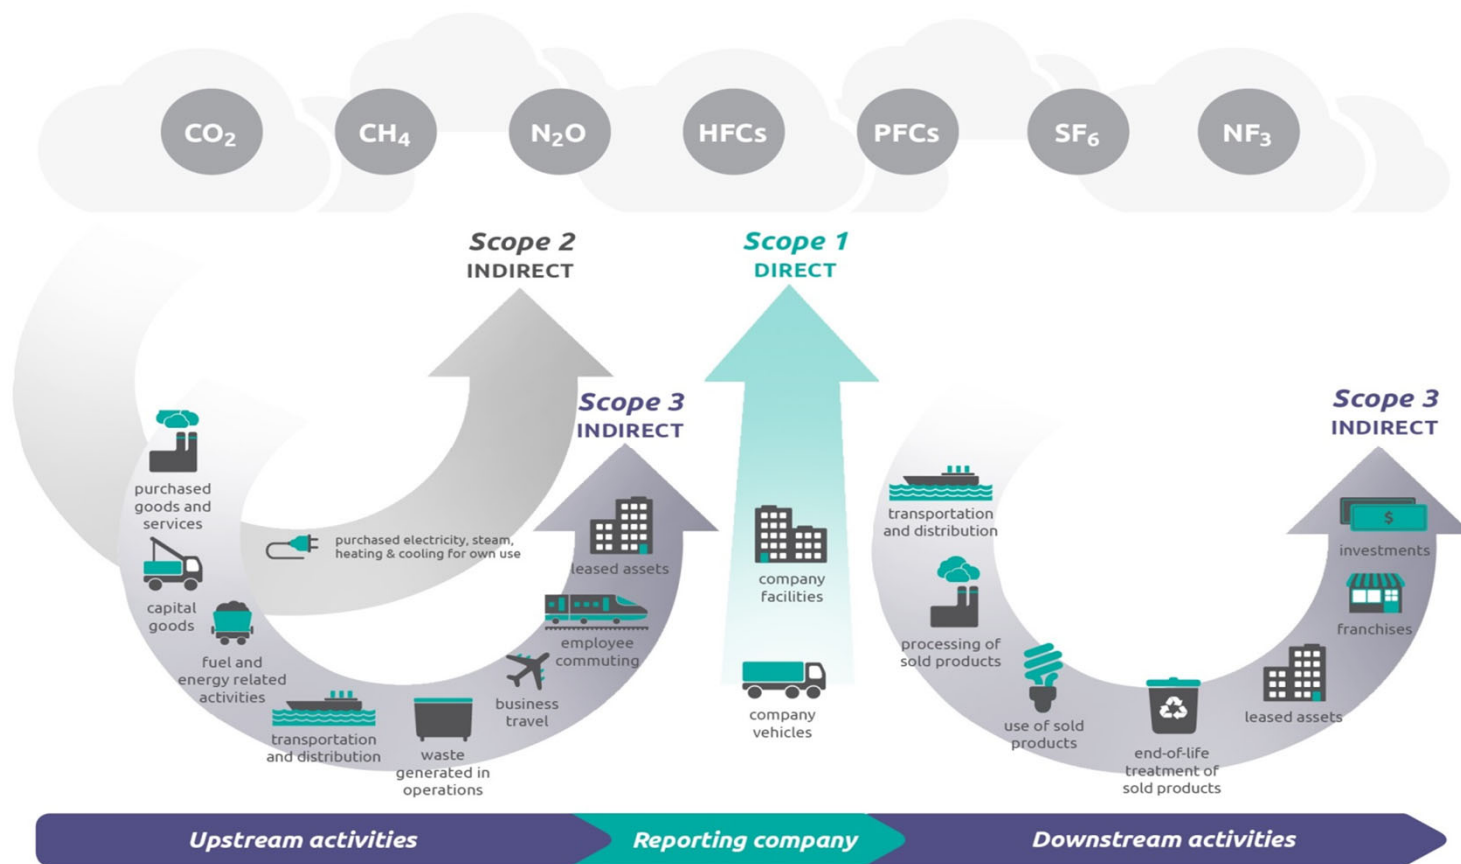 CO₂
CH₄
N₂O
HFCs
PFCs
SF₆
NF₃
Scope 2
INDIRECT
Scope 1
DIRECT
Scope 3
INDIRECT
Scope 3
INDIRECT
purchased
goods and
services
capital
goods
fuel and
energy related
activities
transportation
and distribution
waste
generated in
operations
business
travel
employee
commuting
leased assets
purchased electricity, steam,
heating & cooling for own use
company
facilities
company
vehicles
transportation
and distribution
processing of
sold products
use of sold
products
end-of-life
treatment of
sold products
leased assets
franchises
$
investments
Upstream activities
Reporting company
Downstream activities